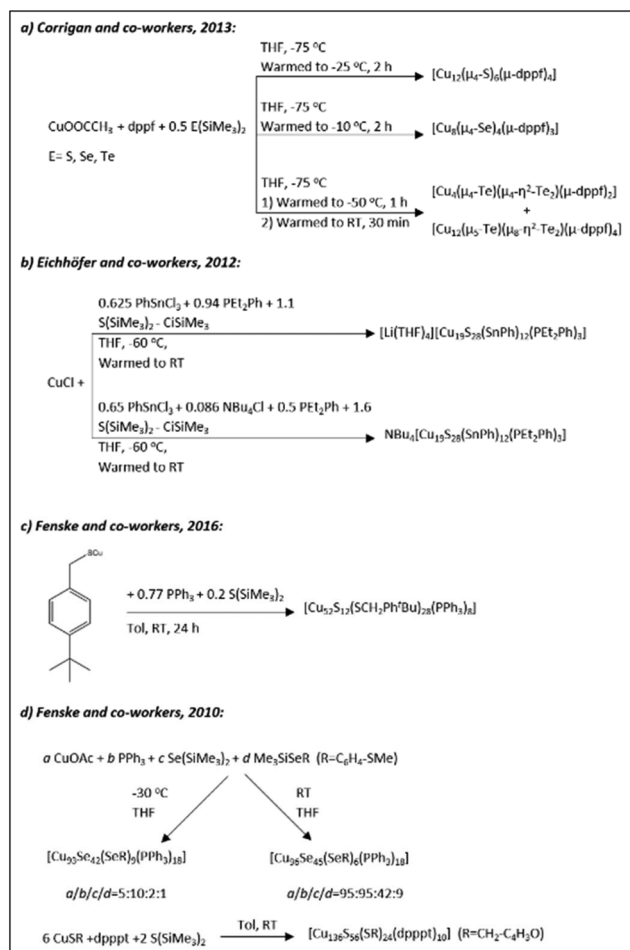 a) Corrigan and co-workers, 2013:
THF, -75 °C
Warmed to -25 °C, 2 h
[Cu₁₂(μ₄-S)₆(μ-dppf)₄]
CuOOCCH₃ + dppf + 0.5 E(SiMe₃)₂
E= S, Se, Te
THF, -75 °C
Warmed to -10 °C, 2 h
[Cu₈(μ₄-Se)₄(μ-dppf)₃]
THF, -75 °C
1) Warmed to -50 °C, 1 h
2) Warmed to RT, 30 min
[Cu₄(μ₄-Te)(μ₄-η²-Te₂)(μ-dppf)₂]
+
[Cu₁₂(μ₅-Te)(μ₈-η²-Te₂)(μ-dppf)₄]
b) Eichhöfer and co-workers, 2012:
CuCl +
0.625 PhSnCl₃ + 0.94 PEt₂Ph + 1.1
S(SiMe₃)₂ - ClSiMe₃
THF, -60 °C,
Warmed to RT
[Li(THF)₄][Cu₁₉S₂₈(SnPh)₁₂(PEt₂Ph)₃]
0.65 PhSnCl₃ + 0.086 NBu₄Cl + 0.5 PEt₂Ph + 1.6
S(SiMe₃)₂ - ClSiMe₃
THF, -60 °C,
Warmed to RT
NBu₄[Cu₁₉S₂₈(SnPh)₁₂(PEt₂Ph)₃]
c) Fenske and co-workers, 2016:
SCu
+ 0.77 PPh₃ + 0.2 S(SiMe₃)₂
Tol, RT, 24 h
[Cu₅₂S₁₂(SCH₂PhᵗBu)₂₈(PPh₃)₈]
d) Fenske and co-workers, 2010:
a CuOAc + b PPh₃ + c Se(SiMe₃)₂ + d Me₃SiSeR (R=C₆H₄-SMe)
-30 °C
THF
RT
THF
[Cu₉₃Se₄₂(SeR)₉(PPh₃)₁₈]
[Cu₉₆Se₄₅(SeR)₆(PPh₃)₁₈]
a/b/c/d=5:10:2:1
a/b/c/d=95:95:42:9
6 CuSR +dpppt +2 S(SiMe₃)₂
Tol, RT
[Cu₁₃₆S₅₆(SR)₂₄(dpppt)₁₀] (R=CH₂-C₄H₃O)